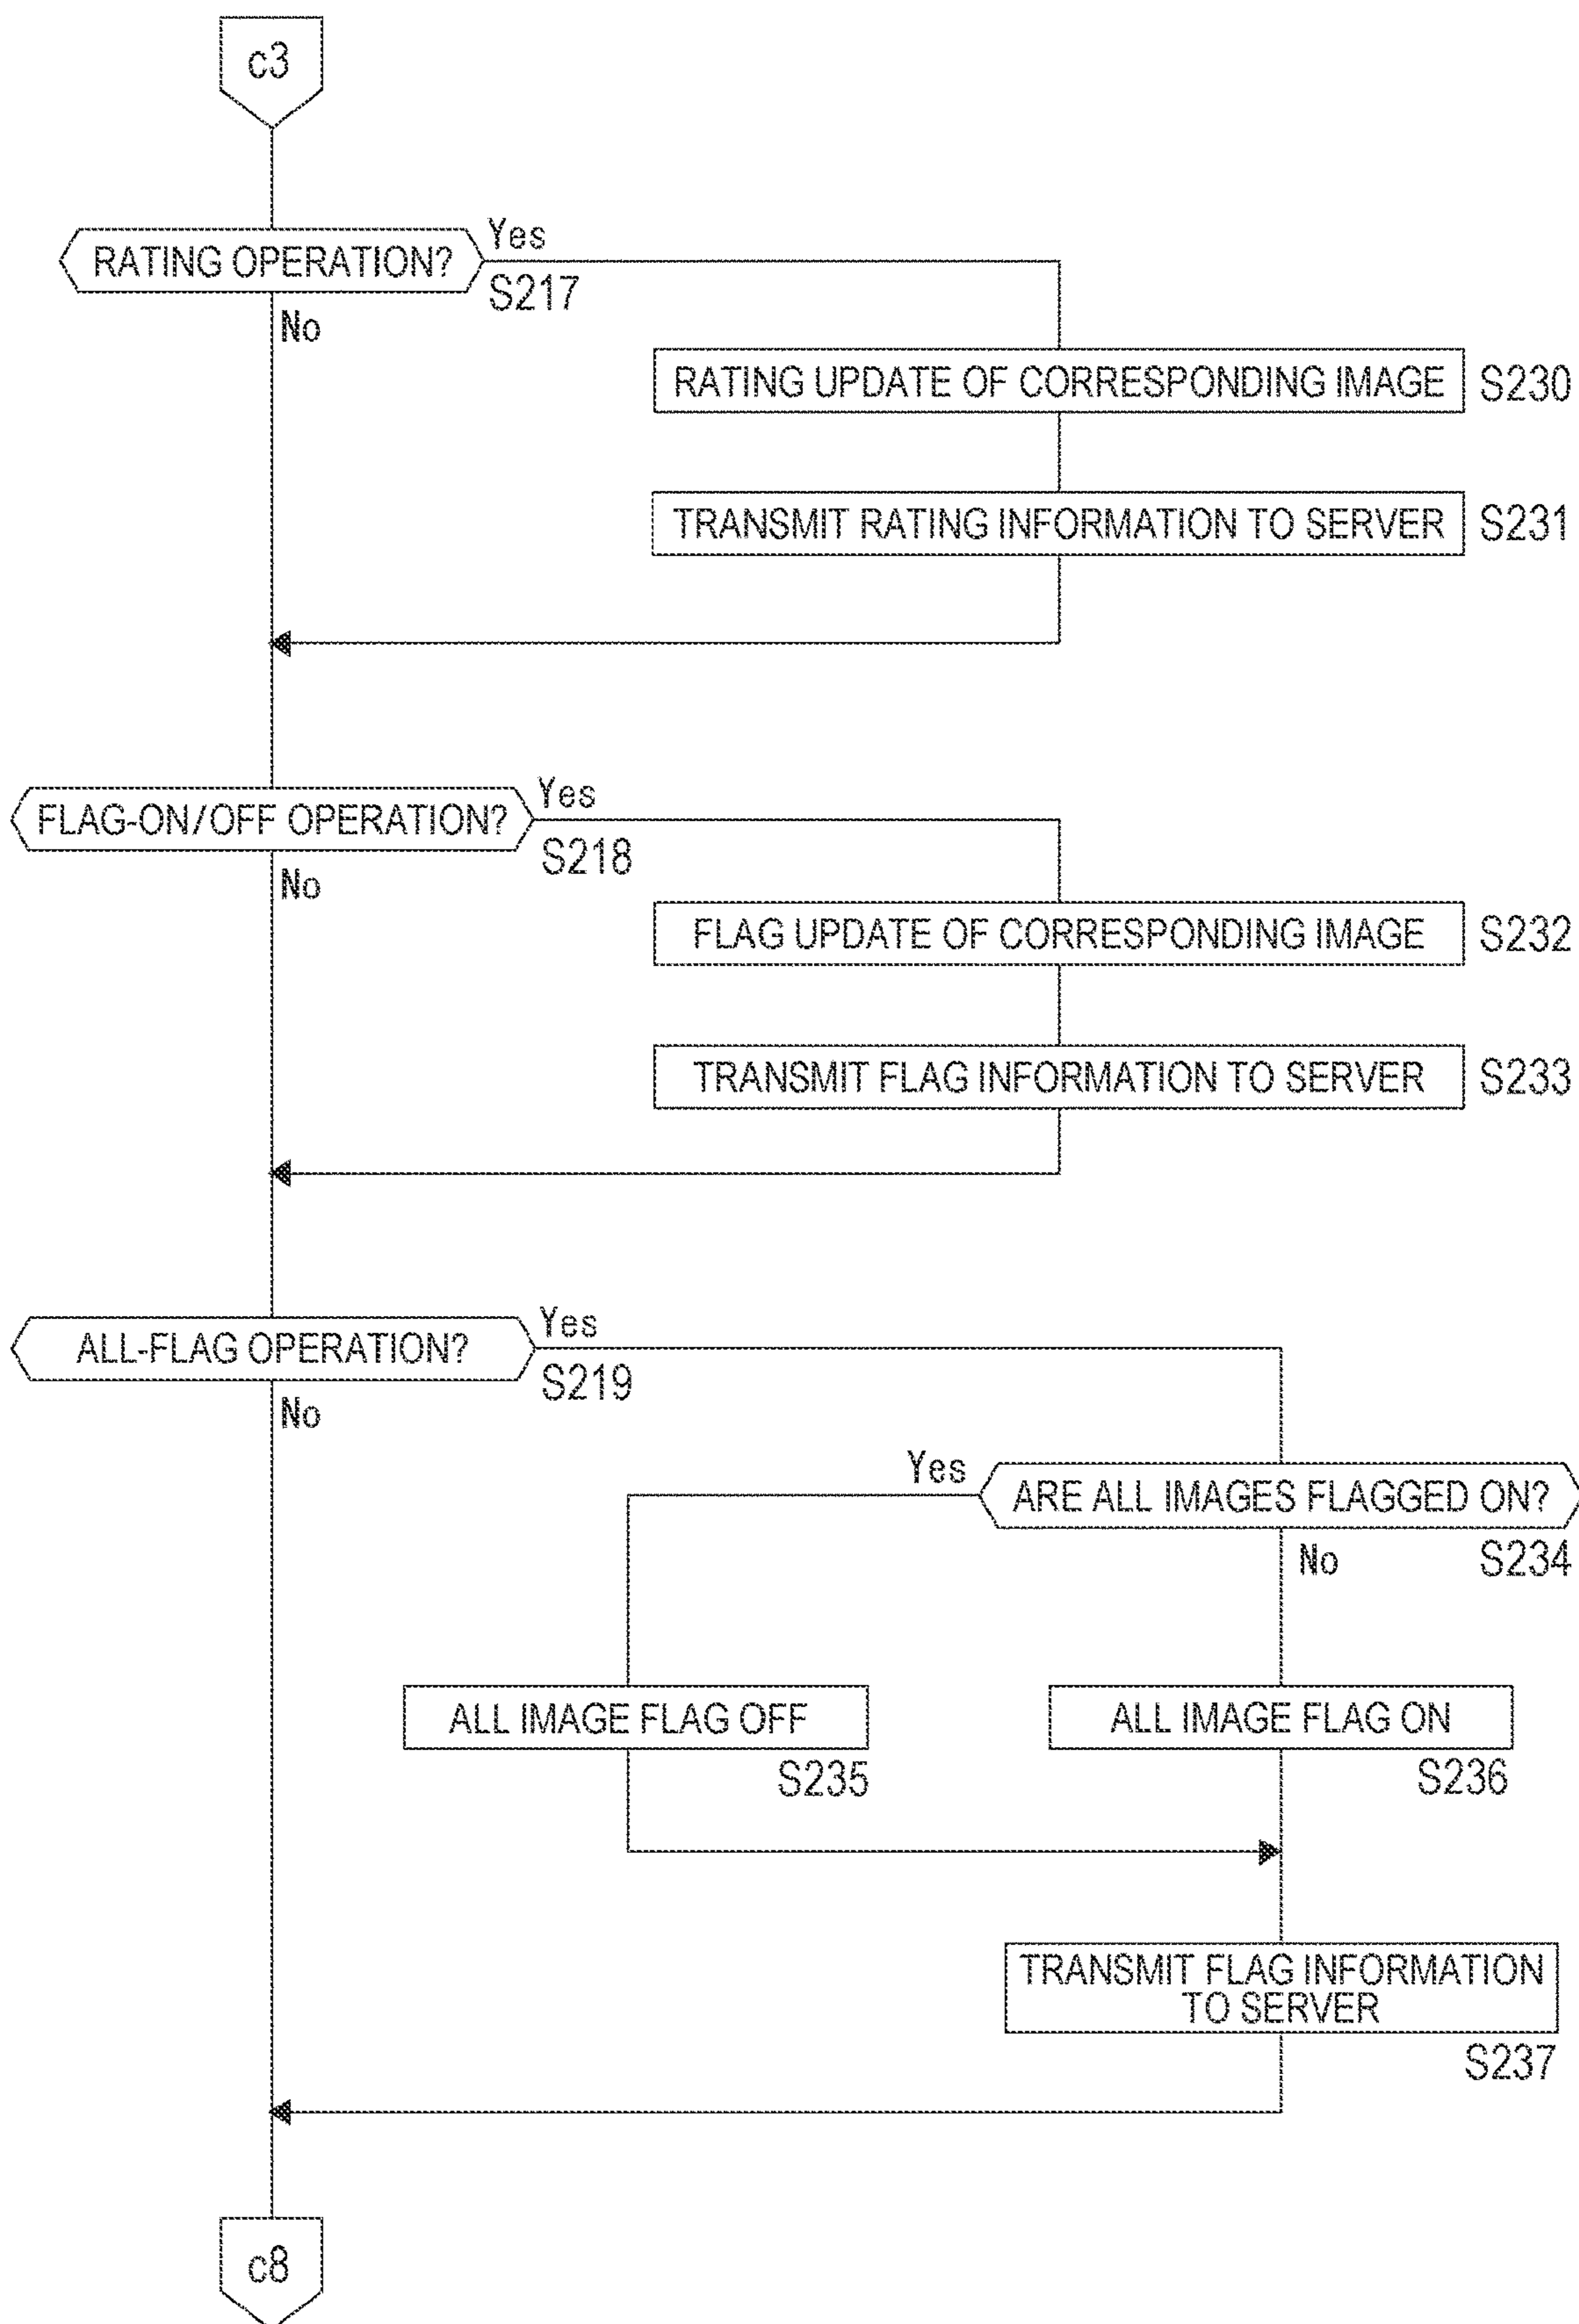 c3
RATING OPERATION?
Yes
S217
No
RATING UPDATE OF CORRESPONDING IMAGE
S230
TRANSMIT RATING INFORMATION TO SERVER
S231
FLAG-ON/OFF OPERATION?
Yes
S218
No
FLAG UPDATE OF CORRESPONDING IMAGE
S232
TRANSMIT FLAG INFORMATION TO SERVER
S233
ALL-FLAG OPERATION?
Yes
S219
No
Yes
ARE ALL IMAGES FLAGGED ON?
S234
No
ALL IMAGE FLAG OFF
S235
ALL IMAGE FLAG ON
S236
TRANSMIT FLAG INFORMATION
TO SERVER
S237
c8